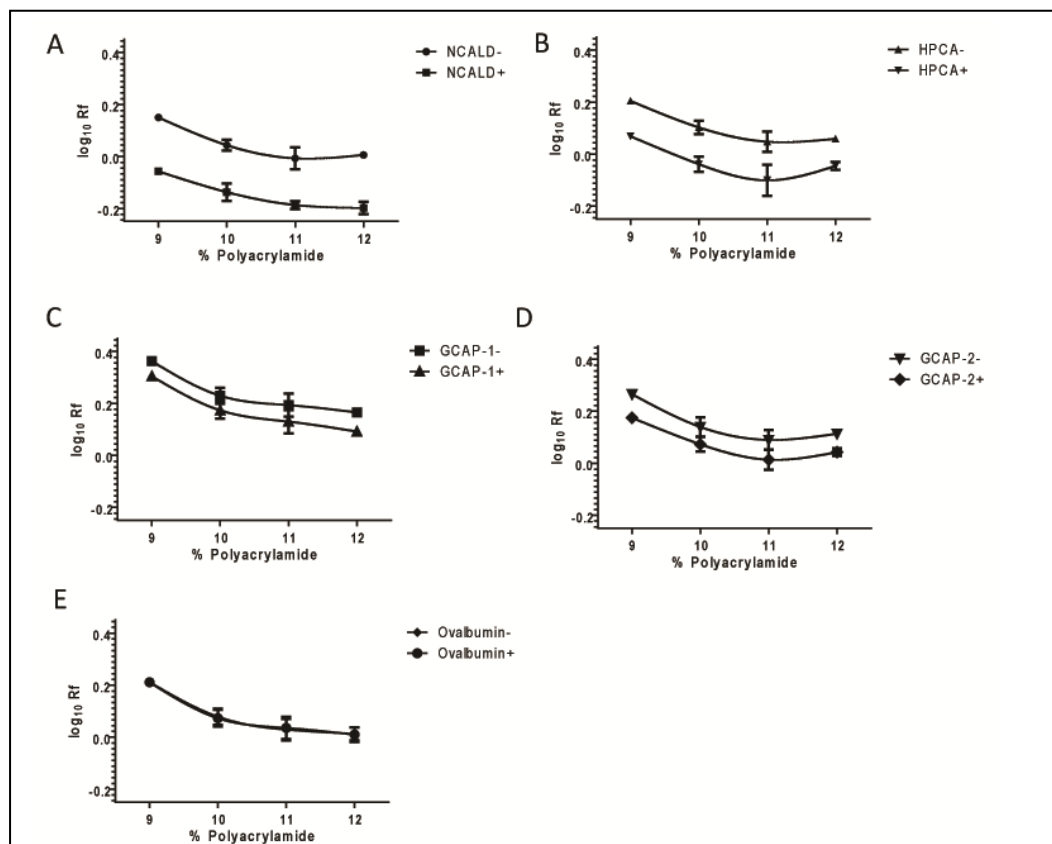 A
0.4
0.2
0.0
-0.2
log10 Rf
9 10 11 12
% Polyacrylamide
NCALD-
NCALD+
B
0.4
0.2
0.0
-0.2
log10 Rf
9 10 11 12
% Polyacrylamide
HPCA-
HPCA+
C
0.4
0.2
0.0
-0.2
log10 Rf
9 10 11 12
% Polyacrylamide
GCAP-1-
GCAP-1+
D
0.4
0.2
0.0
-0.2
log10 Rf
9 10 11 12
% Polyacrylamide
GCAP-2-
GCAP-2+
E
0.4
0.2
0.0
-0.2
log10 Rf
9 10 11 12
% Polyacrylamide
Ovalbumin-
Ovalbumin+